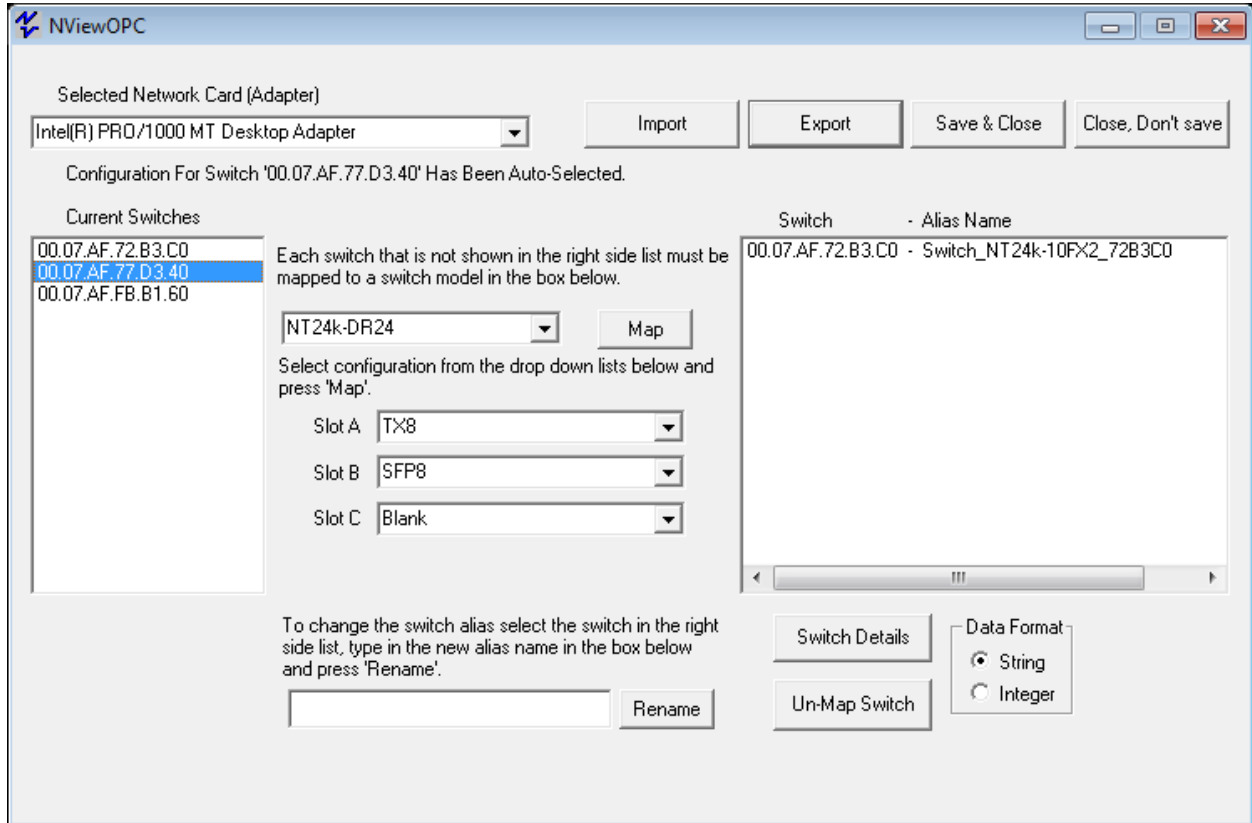 NViewOPC
Selected Network Card (Adapter)
Intel(R) PRO/1000 MT Desktop Adapter
Import
Export
Save & Close
Close, Don't save
Configuration For Switch '00.07.AF.77.D3.40' Has Been Auto-Selected.
Current Switches
00.07.AF.72.B3.C0
00.07.AF.77.D3.40
00.07.AF.FB.B1.60
Each switch that is not shown in the right side list must be
mapped to a switch model in the box below.
NT24k-DR24
Map
Select configuration from the drop down lists below and
press 'Map'.
Slot A
TX8
Slot B
SFP8
Slot C
Blank
Switch - Alias Name
00.07.AF.72.B3.C0 - Switch_NT24k-10FX2_72B3C0
To change the switch alias select the switch in the right
side list, type in the new alias name in the box below
and press 'Rename'.
Rename
Switch Details
Un-Map Switch
Data Format
String
Integer